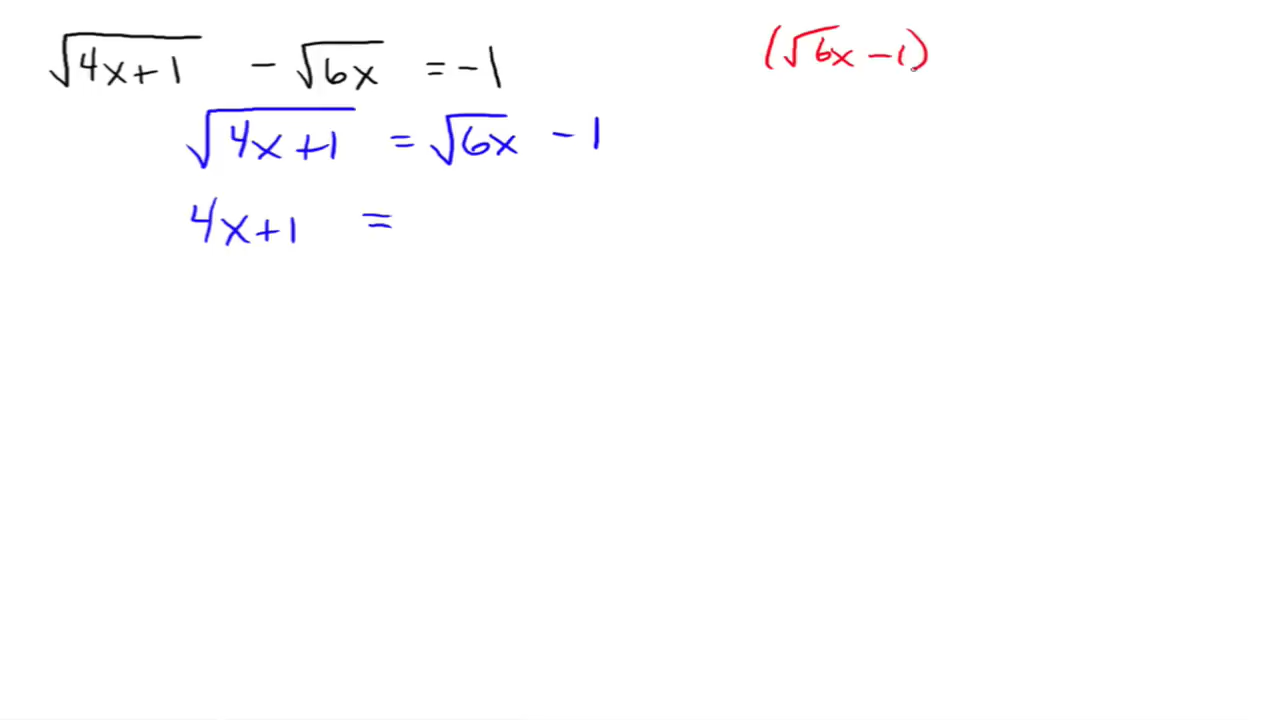 √(4x+1) - √(6x) = -1
(√(6x) - 1)
√(4x+1) = √(6x) - 1
4x+1 =